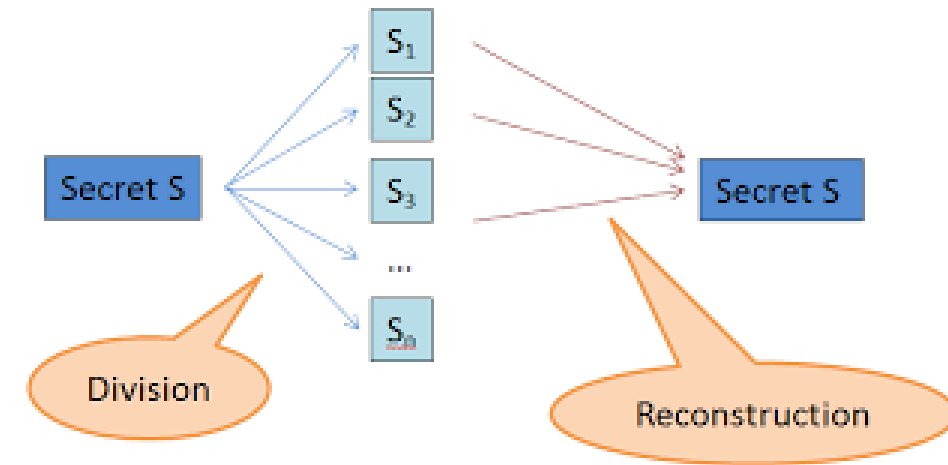 S₁
S₂
Secret S
S₃
Secret S
...
Sₙ
Division
Reconstruction